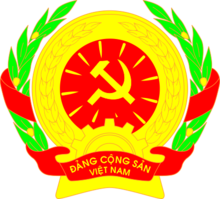 ĐẢNG CỘNG SẢN
VIỆT NAM